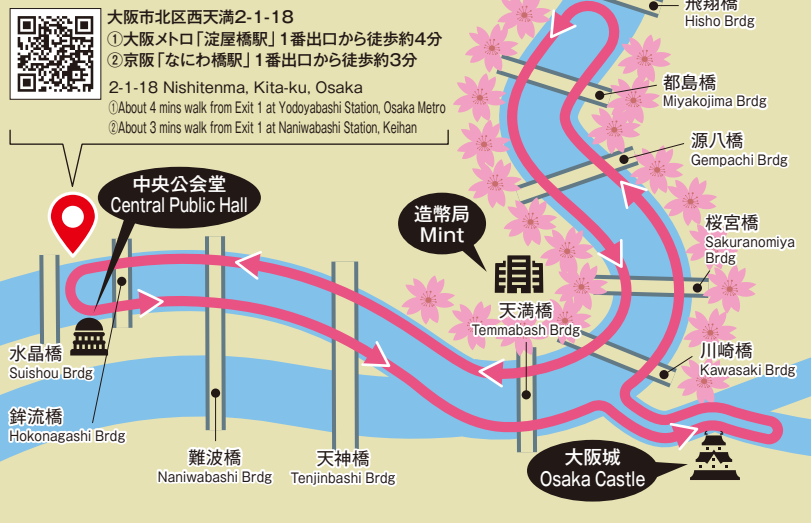 大阪市北区西天満2-1-18
①大阪メトロ「淀屋橋駅」1番出口から徒歩約4分
②京阪「なにわ橋駅」1番出口から徒歩約3分
2-1-18 Nishitenma, Kita-ku, Osaka
①About 4 mins walk from Exit 1 at Yodoyabashi Station, Osaka Metro
②About 3 mins walk from Exit 1 at Naniwabashi Station, Keihan
飛翔橋
Hisho Brdg
都島橋
Miyakojima Brdg
源八橋
Gempachi Brdg
中央公会堂
Central Public Hall
造幣局
Mint
桜宮橋
Sakuranomiya
Brdg
天満橋
Temmabash Brdg
水晶橋
Suishou Brdg
川崎橋
Kawasaki Brdg
鉾流橋
Hokonagashi Brdg
難波橋
Naniwabashi Brdg
天神橋
Tenjinbashi Brdg
大阪城
Osaka Castle